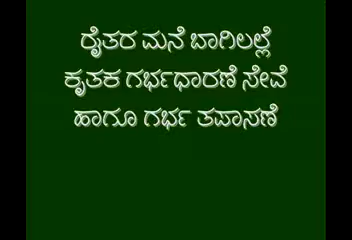 ರೈತರ ಮನೆ ಬಾಗಿಲಲ್ಲೆ
ಕೃತಕ ಗರ್ಭಧಾರಣೆ ಸೇವೆ
ಹಾಗೂ ಗರ್ಭ ತಪಾಸಣೆ